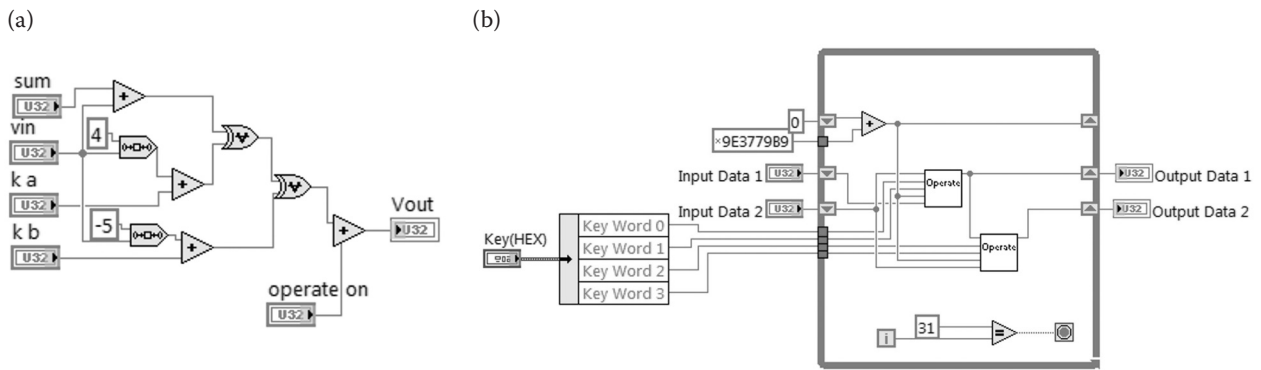 (a)
sum
U32
vin
U32
4
k a
U32
-5
k b
U32
operate on
U32
Vout
U32
(b)
0
×9E3779B9
Input Data 1
U32
Input Data 2
U32
Key(HEX)
Key Word 0
Key Word 1
Key Word 2
Key Word 3
Operate
Operate
31
i
U32
Output Data 1
U32
Output Data 2